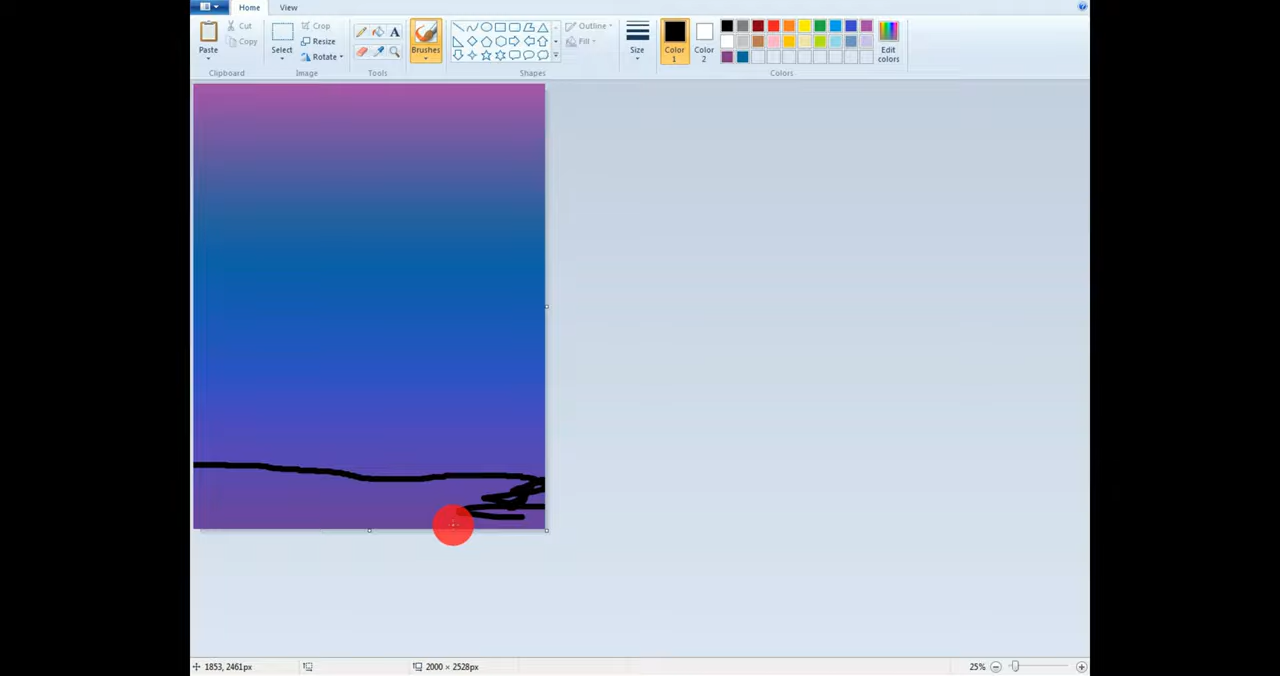 Home View
Paste
Cut
Copy
Clipboard
Select
Crop
Resize
Rotate
Image
A
Tools
Brushes
Outline
Fill
Shapes
Size
Color
1
Color
2
Edit
colors
Colors
1853, 2461px
2000 × 2528px
25%